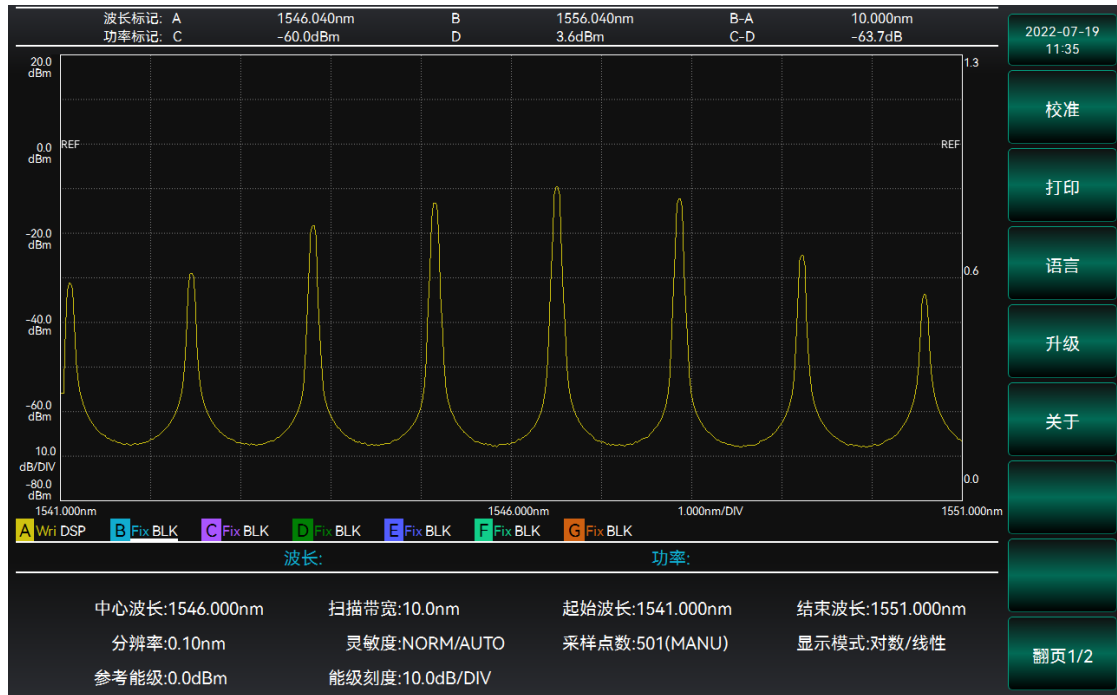 波长标记: A 1546.040nm B 1556.040nm B-A 10.000nm
功率标记: C -60.0dBm D 3.6dBm C-D -63.7dB
2022-07-19
11:35
校准
打印
语言
升级
关于
翻页1/2
20.0
dBm
1.3
0.0
dBm
REF
REF
-20.0
dBm
0.6
-40.0
dBm
-60.0
dBm
10.0
dB/DIV
-80.0
dBm
0.0
1541.000nm 1546.000nm 1.000nm/DIV 1551.000nm
A Wri DSP B Fix BLK C Fix BLK D Fix BLK E Fix BLK F Fix BLK G Fix BLK
波长: 功率:
中心波长:1546.000nm 扫描带宽:10.0nm 起始波长:1541.000nm 结束波长:1551.000nm
分辨率:0.10nm 灵敏度:NORM/AUTO 采样点数:501(MANU) 显示模式:对数/线性
参考能级:0.0dBm 能级刻度:10.0dB/DIV